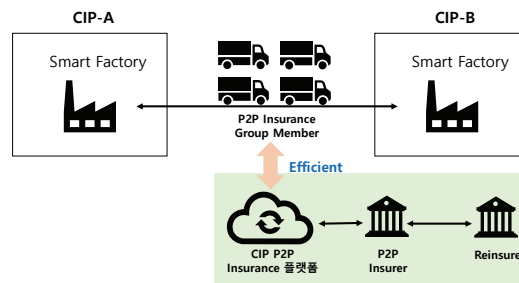 CIP-A
CIP-B
Smart Factory
Smart Factory
P2P Insurance
Group Member
Efficient
CIP P2P
Insurance 플랫폼
P2P
Insurer
Reinsure